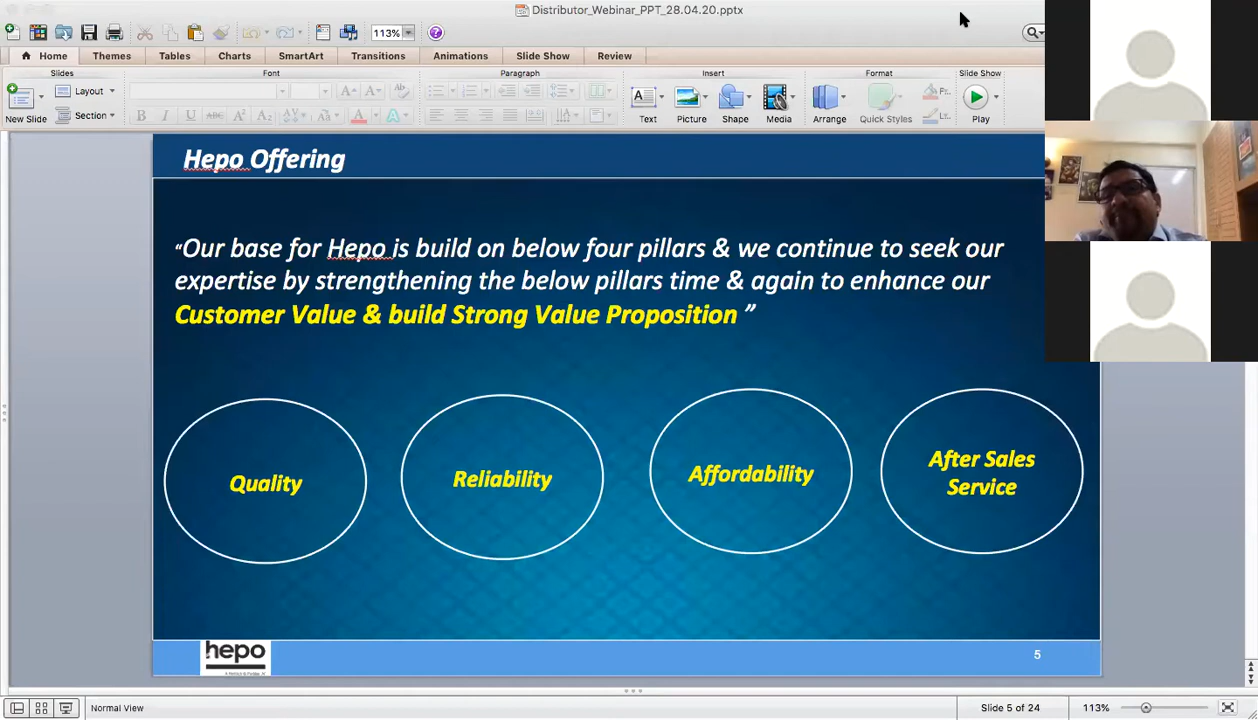 Distributor_Webinar_PPT_28.04.20.pptx
113%
Home Themes Tables Charts SmartArt Transitions Animations Slide Show Review
Slides Font Paragraph Insert Format Slide Show
New Slide Layout Section
B I U ABC
Text Picture Shape Media Arrange Quick Styles Play
Hepo Offering
“Our base for Hepo is build on below four pillars & we continue to seek our
expertise by strengthening the below pillars time & again to enhance our
Customer Value & build Strong Value Proposition ”
Quality
Reliability
Affordability
After Sales
Service
hepo
5
Normal View
Slide 5 of 24
113%